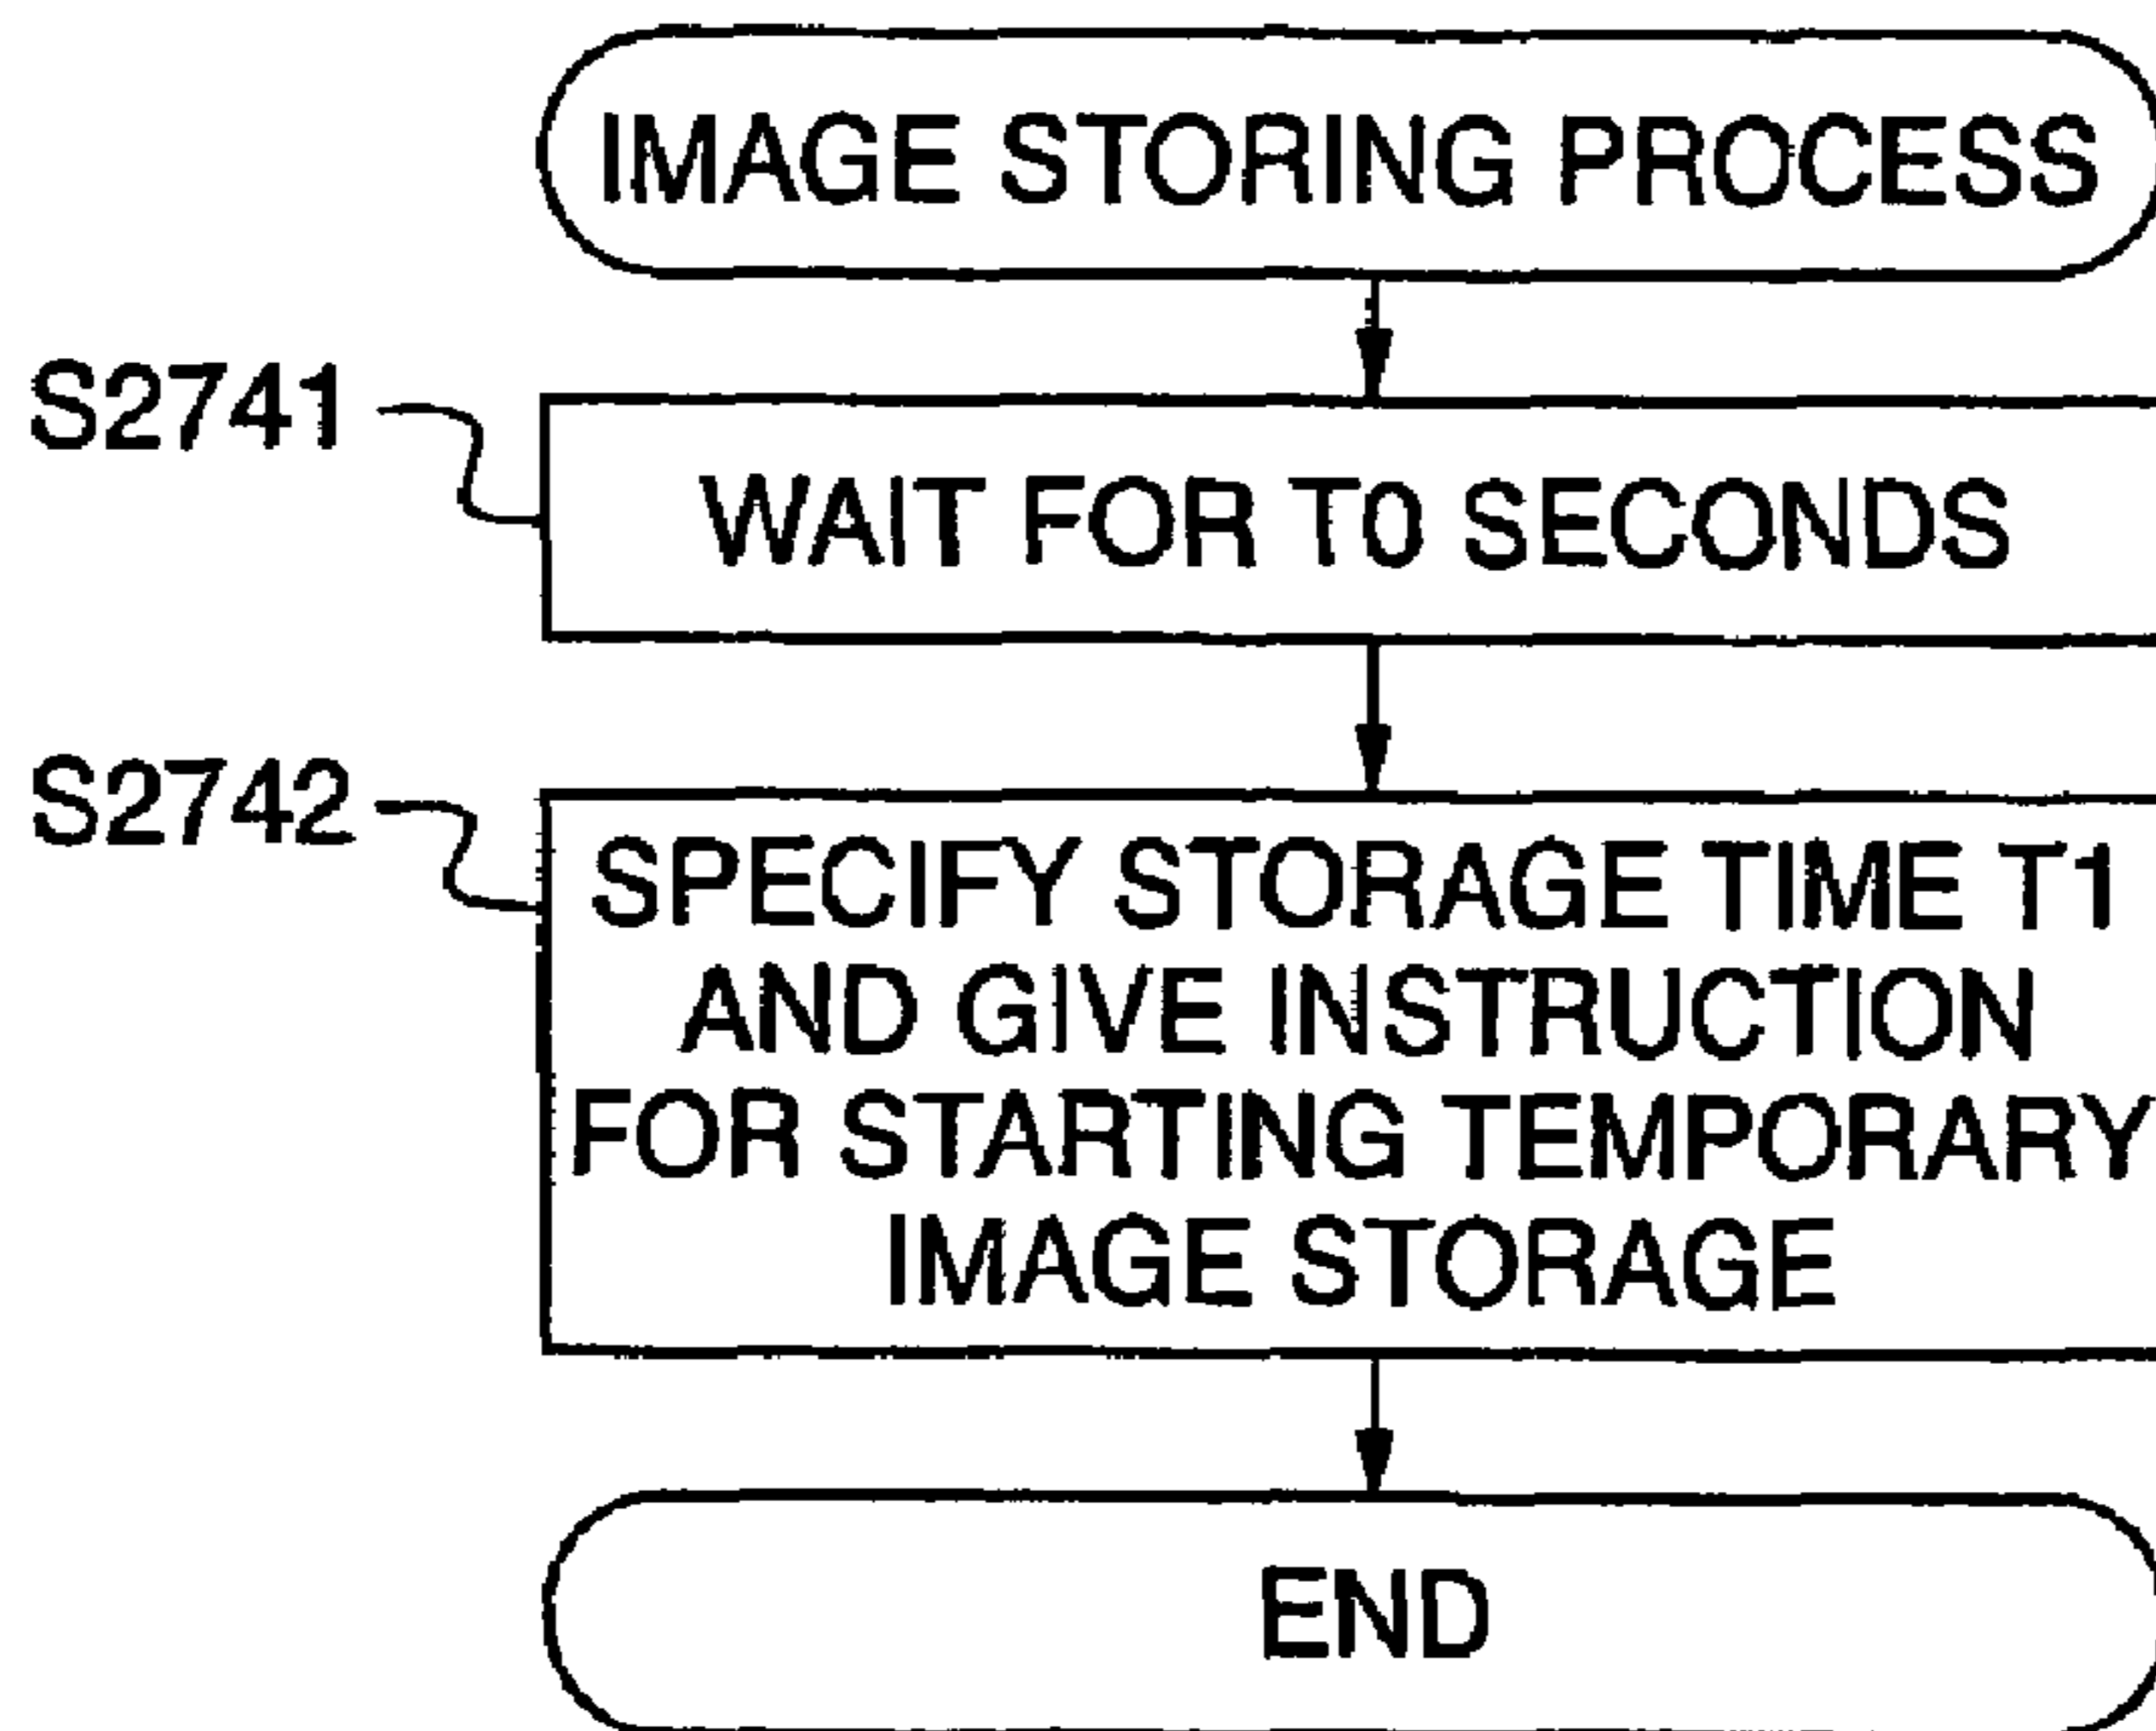 IMAGE STORING PROCESS
S2741
WAIT FOR T0 SECONDS
S2742
SPECIFY STORAGE TIME T1
AND GIVE INSTRUCTION
FOR STARTING TEMPORARY
IMAGE STORAGE
END